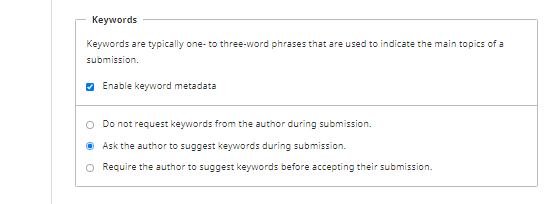 Keywords
Keywords are typically one- to three-word phrases that are used to indicate the main topics of a
submission.
Enable keyword metadata
Do not request keywords from the author during submission.
Ask the author to suggest keywords during submission.
Require the author to suggest keywords before accepting their submission.